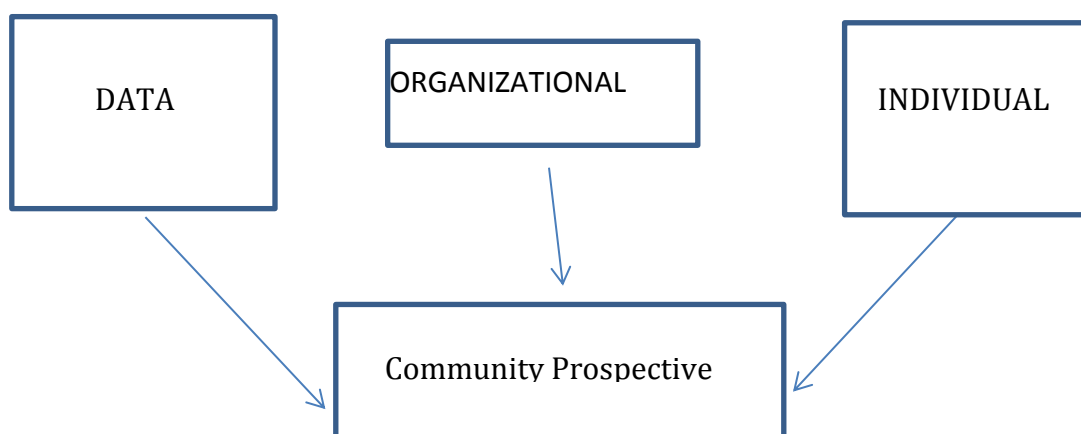 DATA
ORGANIZATIONAL
INDIVIDUAL
Community Prospective